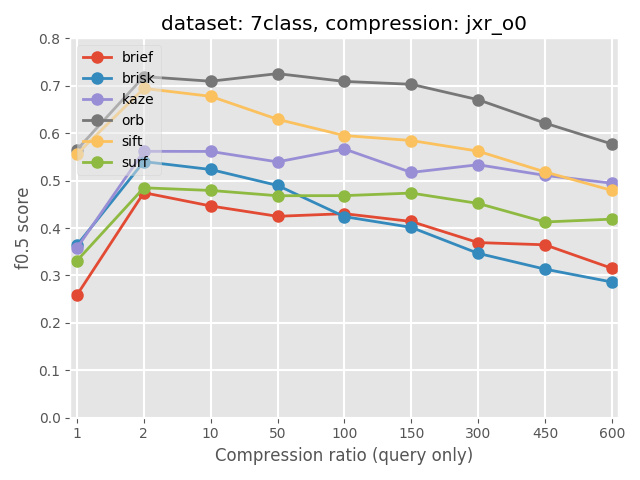 dataset: 7class, compression: jxr_o0
0.8
0.7
0.6
0.5
0.4
0.3
0.2
0.1
0.0
f0.5 score
brief
brisk
kaze
orb
sift
surf
1 2 10 50 100 150 300 450 600
Compression ratio (query only)